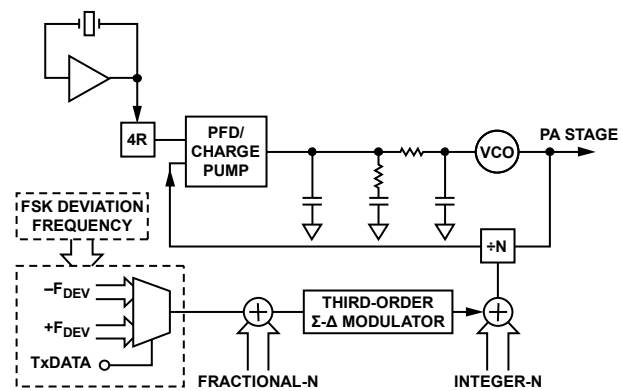 4R
PFD/
CHARGE
PUMP
VCO
PA STAGE
÷N
FSK DEVIATION
FREQUENCY
–FDEV
+FDEV
TxDATA
THIRD-ORDER
Σ-Δ MODULATOR
FRACTIONAL-N
INTEGER-N